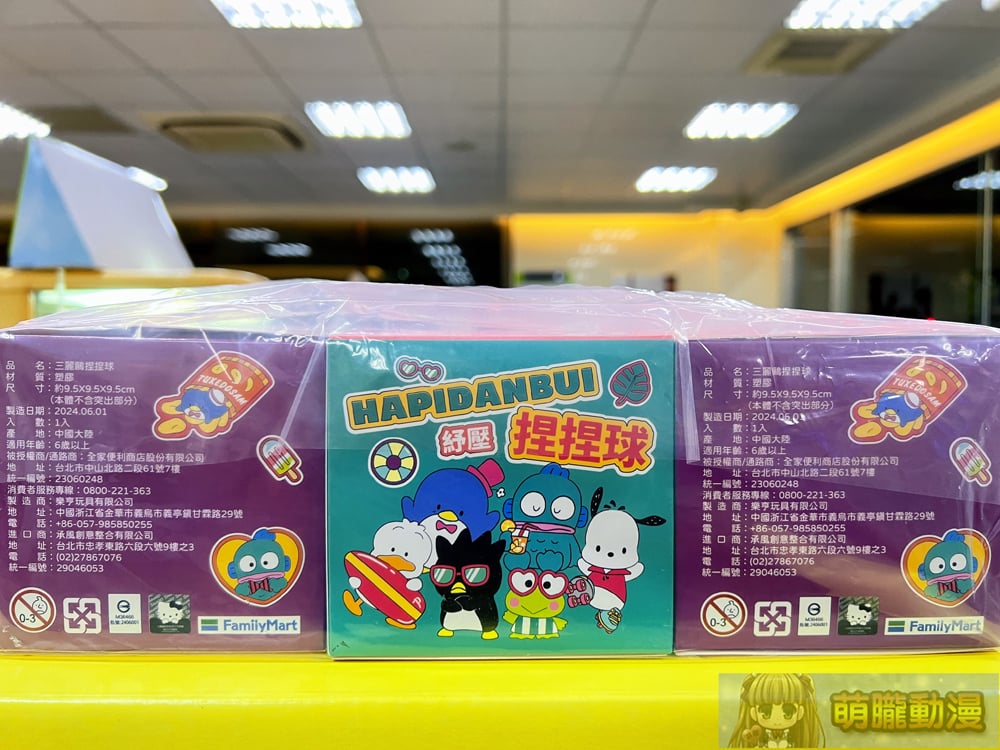 品　　名：三麗鷗捏捏球
材　　質：塑膠
尺　　寸：約9.5X9.5X9.5cm
（本體不含突出部分）
製造日期：2024.06.01
入　　數：1入
產　　地：中國大陸
適用年齡：6歲以上
被授權商/通路商：全家便利商店股份有限公司
地　　址：台北市中山北路二段61號7樓
統一編號：23060248
消費者服務專線：0800-221-363
製 造 商：樂亨玩具有限公司
地　　址：中國浙江省金華市義烏市義亭鎮甘霖路29號
電　　話：+86-057-985850255
進 口 商：承風創意整合有限公司
地　　址：台北市忠孝東路六段六號9樓之3
電　　話：(02)27867076
統一編號：29046053
TUXEDOSAM
0-3
FamilyMart
HAPIDANBUI
紓壓 捏捏球
品　　名：三麗鷗捏捏球
材　　質：塑膠
尺　　寸：約9.5X9.5X9.5cm
（本體不含突出部分）
製造日期：2024.06.01
入　　數：1入
產　　地：中國大陸
適用年齡：6歲以上
被授權商/通路商：全家便利商店股份有限公司
地　　址：台北市中山北路二段61號7樓
統一編號：23060248
消費者服務專線：0800-221-363
製 造 商：樂亨玩具有限公司
地　　址：中國浙江省金華市義烏市義亭鎮甘霖路29號
電　　話：+86-057-985850255
進 口 商：承風創意整合有限公司
地　　址：台北市忠孝東路六段六號9樓之3
電　　話：(02)27867076
統一編號：29046053
TUXEDOSAM
0-3
FamilyMart
萌朧動漫